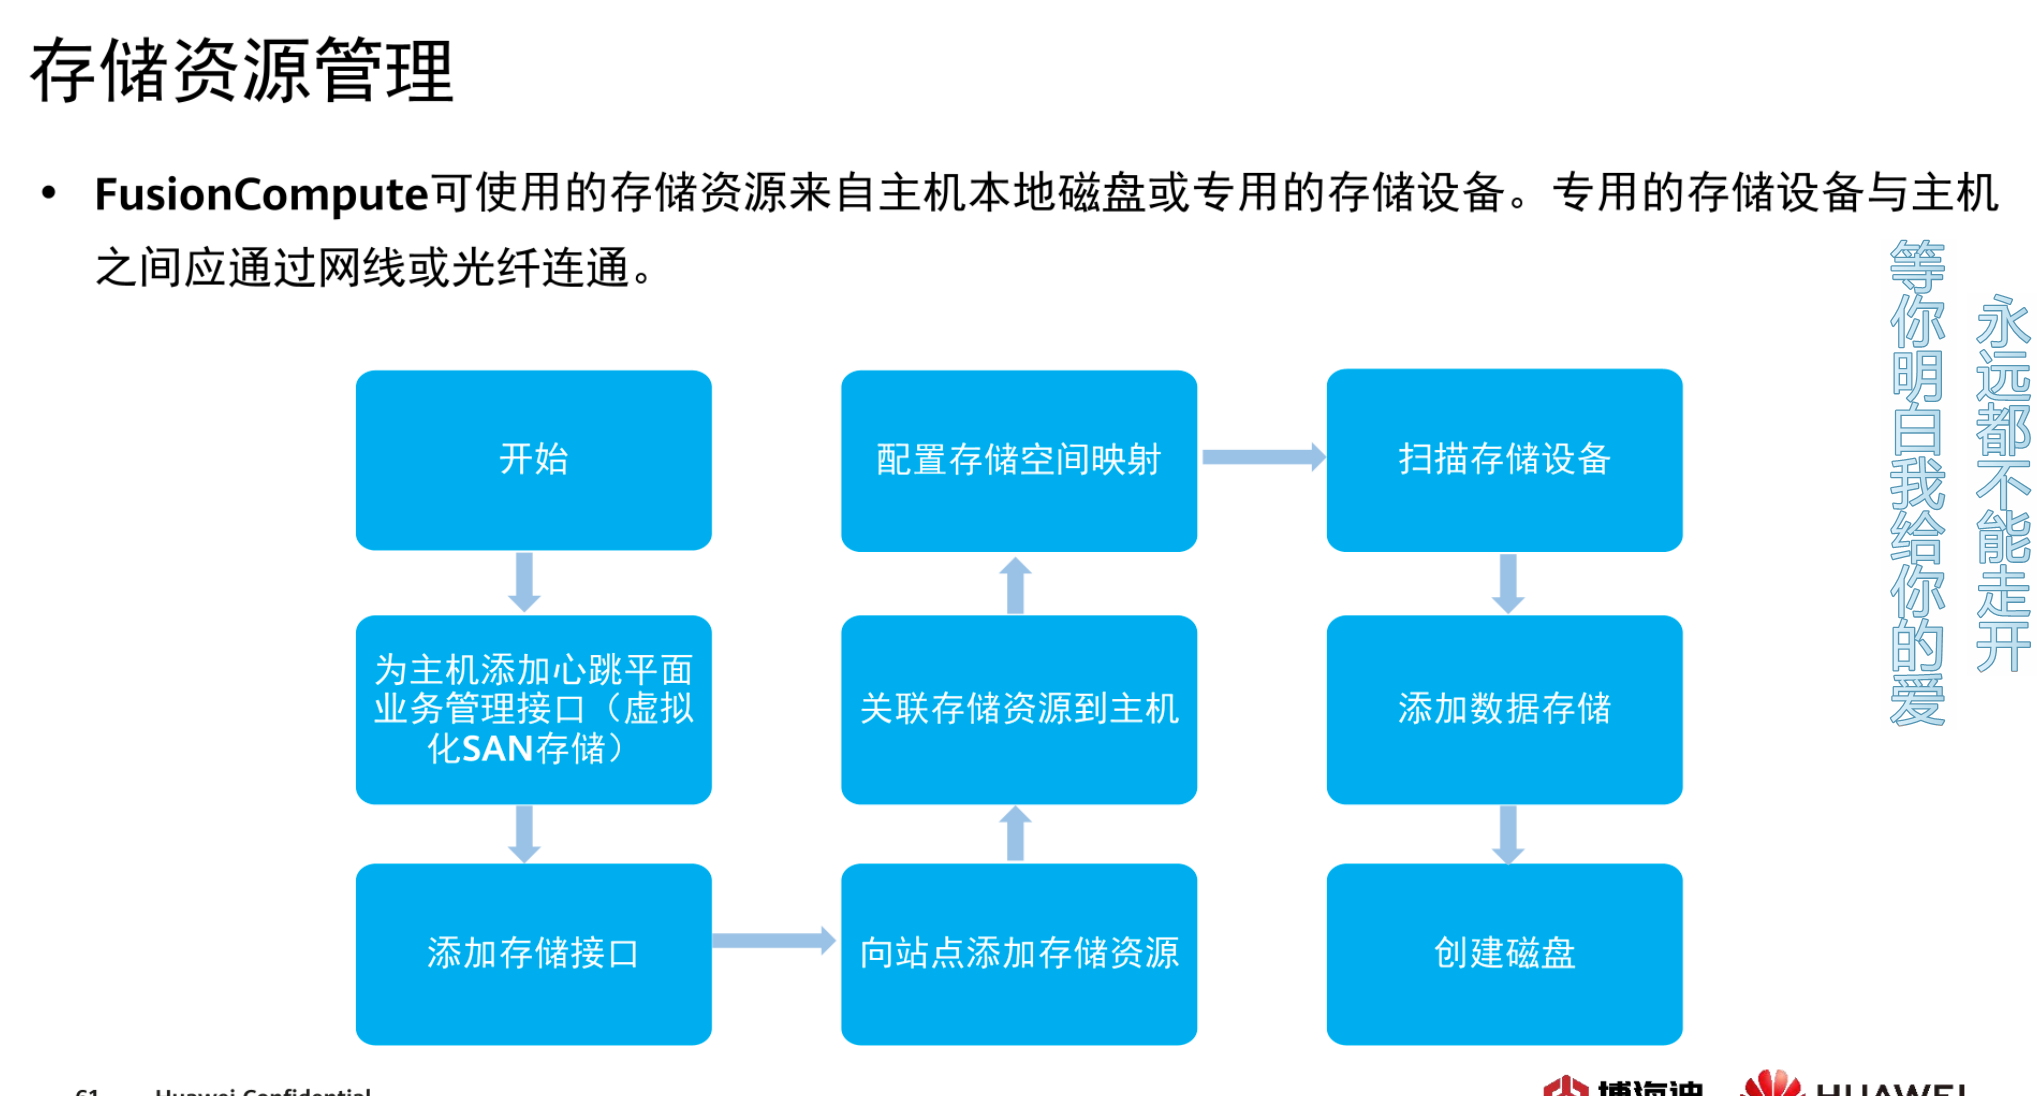 存储资源管理
• FusionCompute可使用的存储资源来自主机本地磁盘或专用的存储设备。专用的存储设备与主机
之间应通过网线或光纤连通。
开始
为主机添加心跳平面
业务管理接口（虚拟
化SAN存储）
添加存储接口
向站点添加存储资源
关联存储资源到主机
配置存储空间映射
扫描存储设备
添加数据存储
创建磁盘
永远都不能走开
等你明白我给你的爱
61 Huawei Confidential
博海迪
HUAWEI